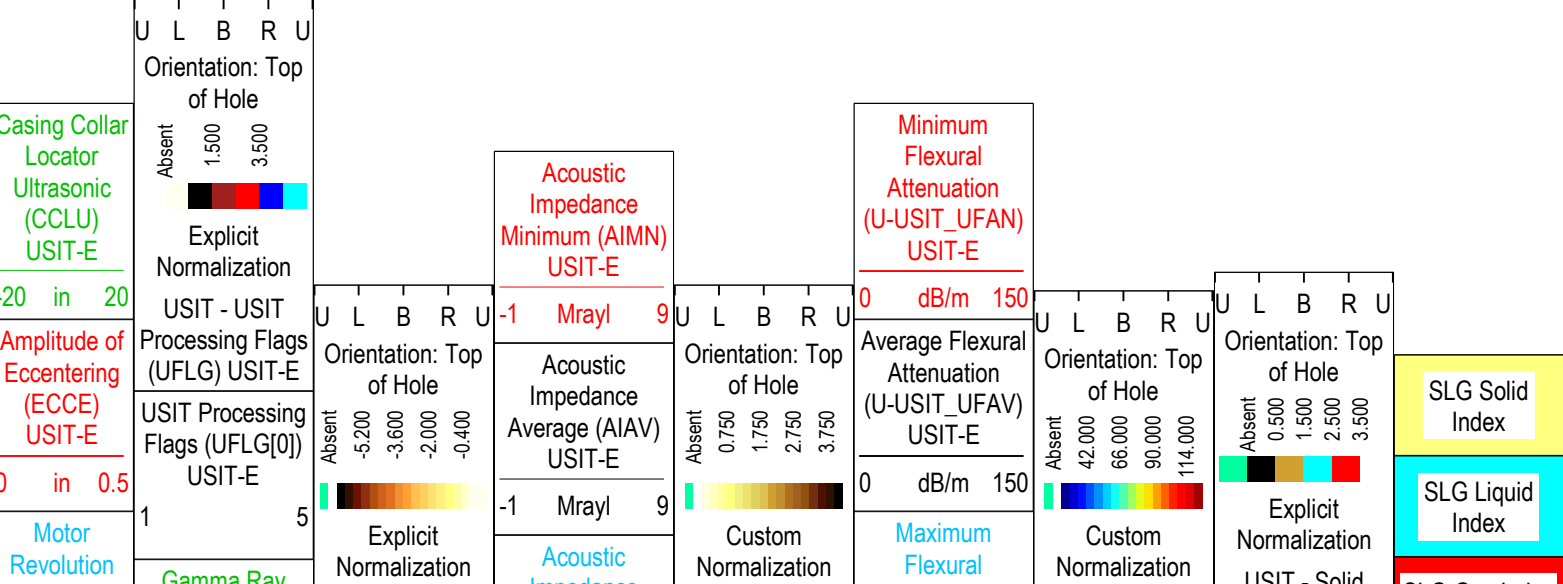 U L B R U
Orientation: Top
of Hole
Absent
1.500
3.500
Explicit
Normalization
USIT - USIT
Processing Flags
(UFLG) USIT-E
USIT Processing
Flags (UFLG[0])
USIT-E
1 5
Gamma Ray
Casing Collar
Locator
Ultrasonic
(CCLU)
USIT-E
-20 in 20
Amplitude of
Eccentering
(ECCE)
USIT-E
0 in 0.5
Motor
Revolution
U L B R U
Orientation: Top
of Hole
Absent
-5.200
-3.600
-2.000
-0.400
Explicit
Normalization
Acoustic
Impedance
Minimum (AIMN)
USIT-E
-1 Mrayl 9
Acoustic
Impedance
Average (AIAV)
USIT-E
-1 Mrayl 9
Acoustic
Impedance
U L B R U
Orientation: Top
of Hole
Absent
0.750
1.750
2.750
3.750
Custom
Normalization
Minimum
Flexural
Attenuation
(U-USIT_UFAN)
USIT-E
0 dB/m 150
Average Flexural
Attenuation
(U-USIT_UFAV)
USIT-E
0 dB/m 150
Maximum
Flexural
U L B R U
Orientation: Top
of Hole
Absent
42.000
66.000
90.000
114.000
Custom
Normalization
U L B R U
Orientation: Top
of Hole
Absent
0.500
1.500
2.500
3.500
Explicit
Normalization
USIT - Solid
SLG Solid
Index
SLG Liquid
Index